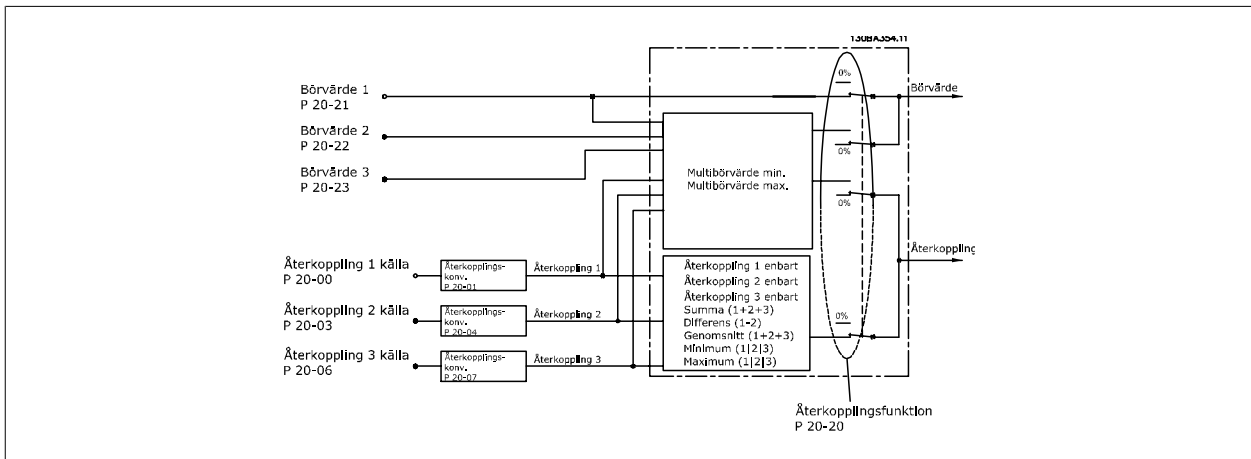 130BA354.11
Börvärde 1
P 20-21
Börvärde 2
P 20-22
Börvärde 3
P 20-23
0%
Börvärde
0%
Multibörvärde min.
Multibörvärde max.
0%
Återkoppling
Återkoppling 1 källa
P 20-00
Återkopplings-
konv.
P 20-01
Återkoppling 1
Återkoppling 2 källa
P 20-03
Återkopplings-
konv.
P 20-04
Återkoppling 2
Återkoppling 3 källa
P 20-06
Återkopplings-
konv.
P 20-07
Återkoppling 3
Återkoppling 1 enbart
Återkoppling 2 enbart
Återkoppling 3 enbart
Summa (1+2+3)
Differens (1-2)
Genomsnitt (1+2+3)
Minimum (1|2|3)
Maximum (1|2|3)
0%
Återkopplingsfunktion
P 20-20